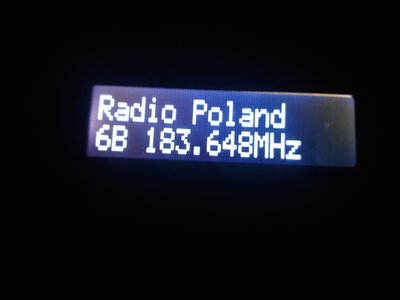 Radio Poland
6B 183.648MHz